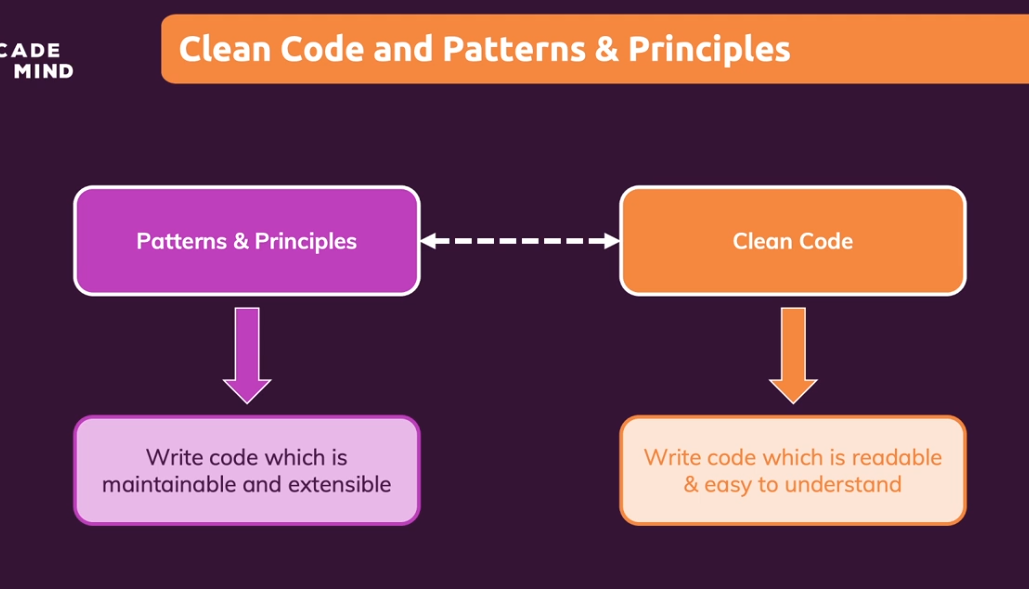 CADE
MIND
Clean Code and Patterns & Principles
Patterns & Principles
Clean Code
Write code which is
maintainable and extensible
Write code which is readable
& easy to understand